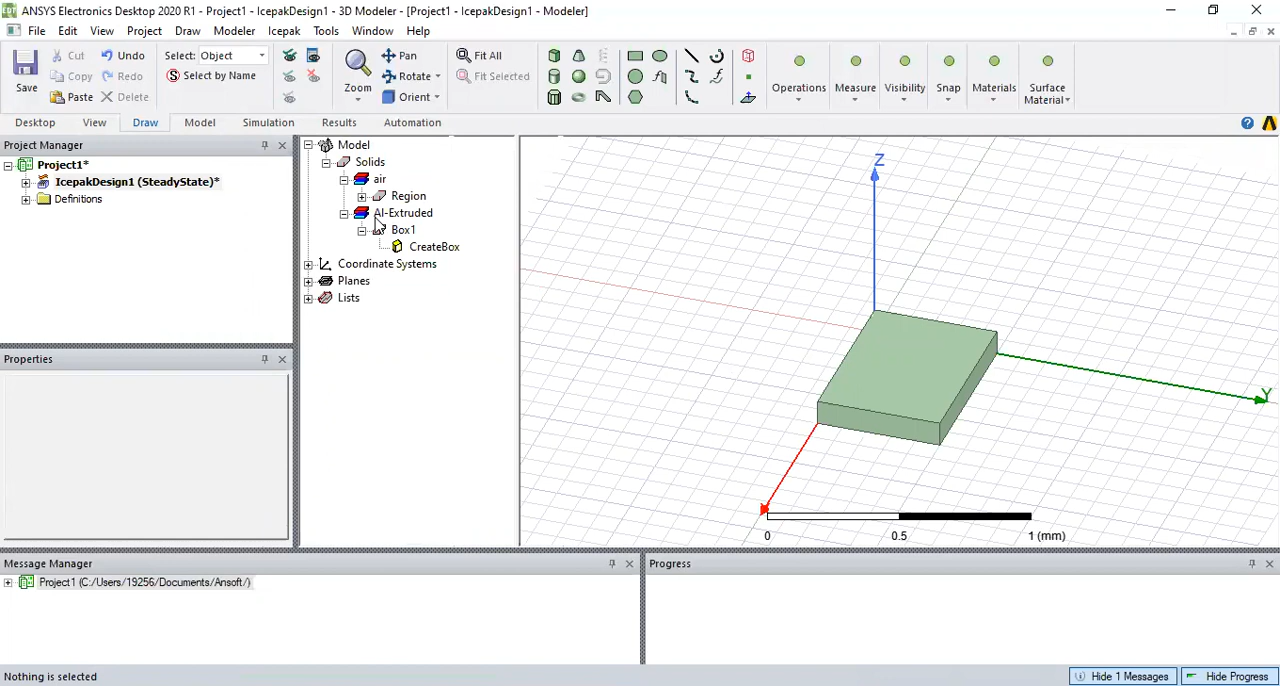 ANSYS Electronics Desktop 2020 R1 - Project1 - IcepakDesign1 - 3D Modeler - [Project1 - IcepakDesign1 - Modeler]
File Edit View Project Draw Modeler Icepak Tools Window Help
Save
Cut
Copy
Paste
Undo
Redo
Delete
Select: Object
Select by Name
Zoom
Pan
Rotate
Orient
Fit All
Fit Selected
Operations
Measure
Visibility
Snap
Materials
Surface
Material
Desktop View Draw Model Simulation Results Automation
Project Manager
Project1*
IcepakDesign1 (SteadyState)*
Definitions
Properties
Model
Solids
air
Region
Al-Extruded
Box1
CreateBox
Coordinate Systems
Planes
Lists
Z
Y
0 0.5 1 (mm)
Message Manager
Project1 (C:/Users/19256/Documents/Ansoft/)
Progress
Nothing is selected
Hide 1 Messages
Hide Progress